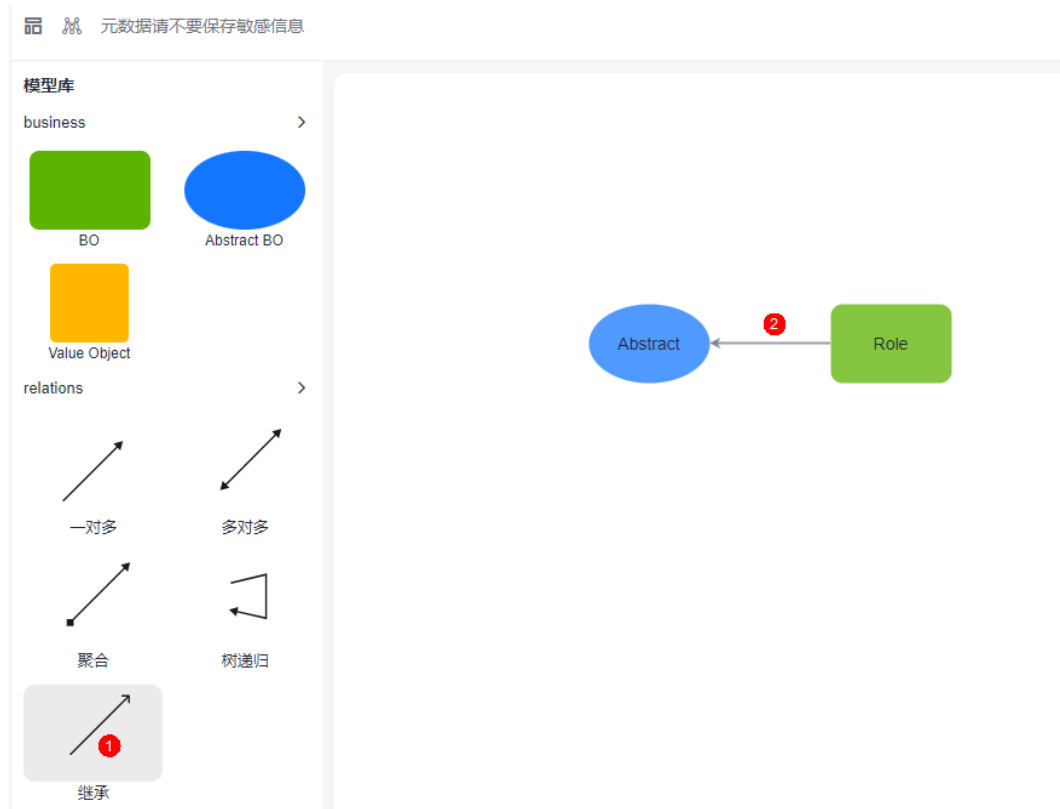 元数据请不要保存敏感信息
模型库
business
BO
Abstract BO
Value Object
relations
一对多
多对多
聚合
树递归
1
继承
Abstract
2
Role